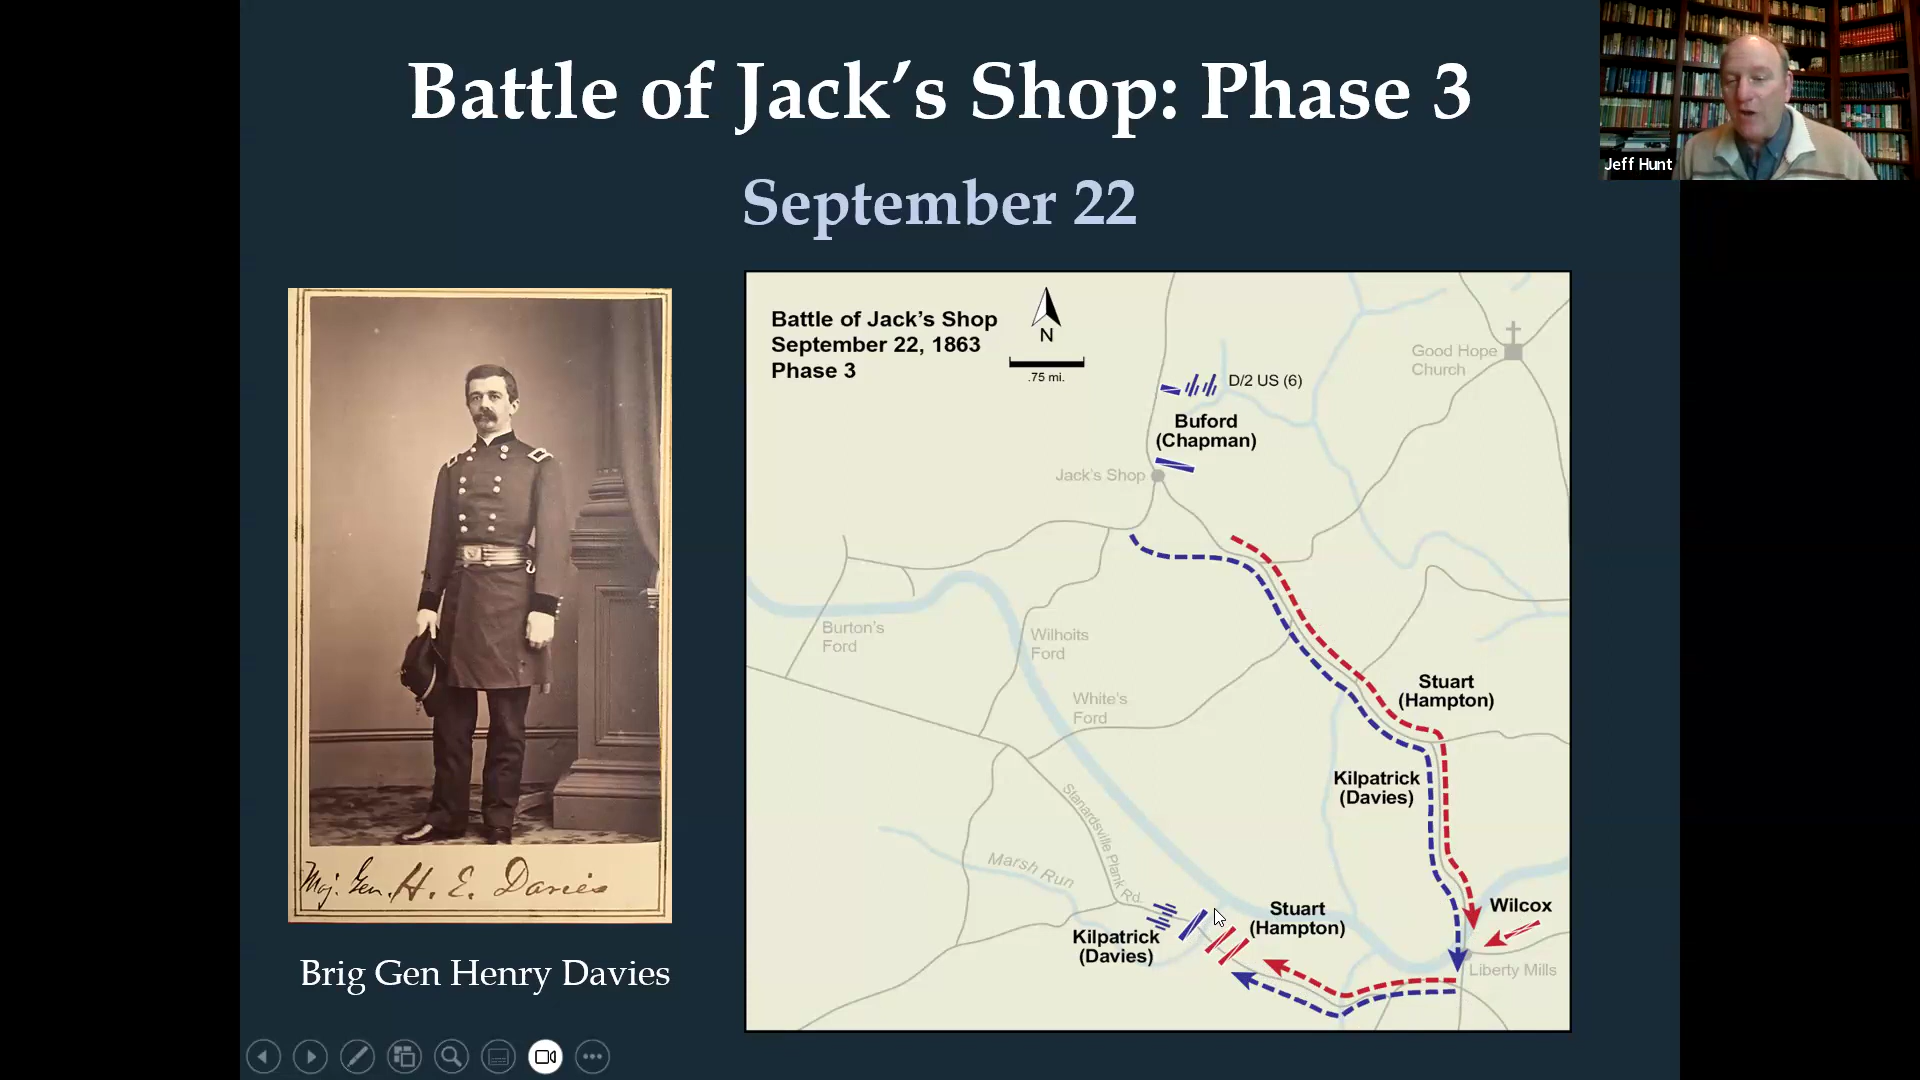 Battle of Jack's Shop: Phase 3
September 22
Jeff Hunt
Maj. Gen. H. E. Davies
Brig Gen Henry Davies
Battle of Jack's Shop
September 22, 1863
Phase 3
N
.75 mi.
Good Hope
Church
D/2 US (6)
Buford
(Chapman)
Jack's Shop
Burton's
Ford
Wilhoits
Ford
White's
Ford
Stuart
(Hampton)
Kilpatrick
(Davies)
Stanardsville Plank Rd.
Marsh Run
Wilcox
Stuart
(Hampton)
Kilpatrick
(Davies)
Liberty Mills